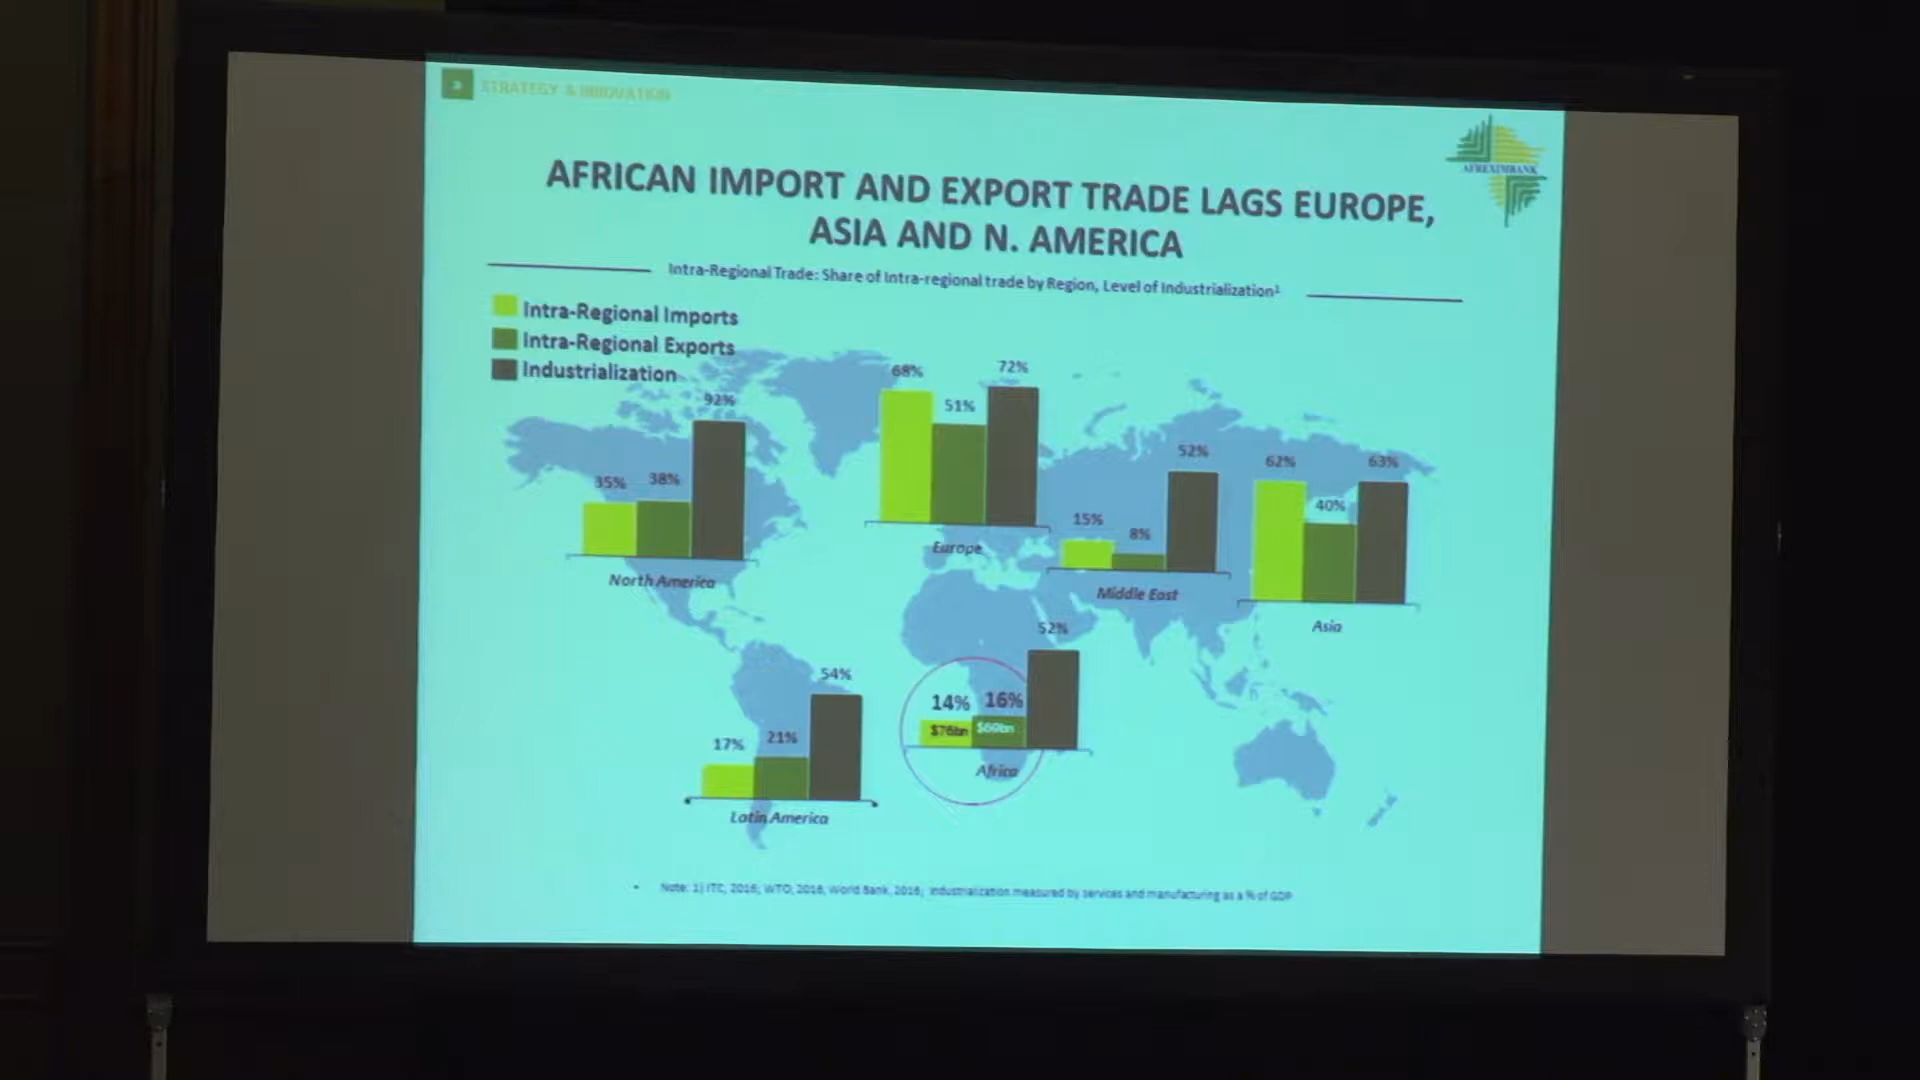 STRATEGY & INNOVATION
AFREXIMBANK
AFRICAN IMPORT AND EXPORT TRADE LAGS EUROPE,
ASIA AND N. AMERICA
Intra-Regional Trade: Share of Intra-regional trade by Region, Level of Industrialization¹
Intra-Regional Imports
Intra-Regional Exports
Industrialization
35% 38% 92%
North America
68% 51% 72%
Europe
15% 8% 52%
Middle East
62% 40% 63%
Asia
17% 21% 54%
Latin America
14% 16% 52%
$76bn $60bn
Africa
Note: 1) ITC, 2016; WTO, 2016, World Bank, 2016; Industrialization measured by services and manufacturing as a % of GDP